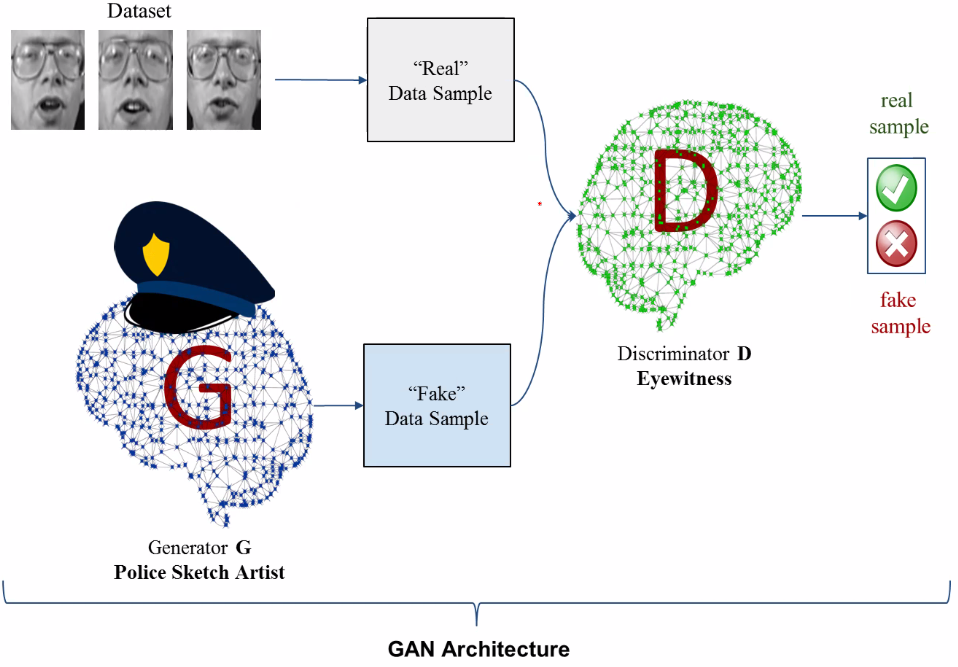 Dataset
“Real”
Data Sample
real
sample
D
fake
sample
Discriminator D
Eyewitness
G
“Fake”
Data Sample
Generator G
Police Sketch Artist
GAN Architecture